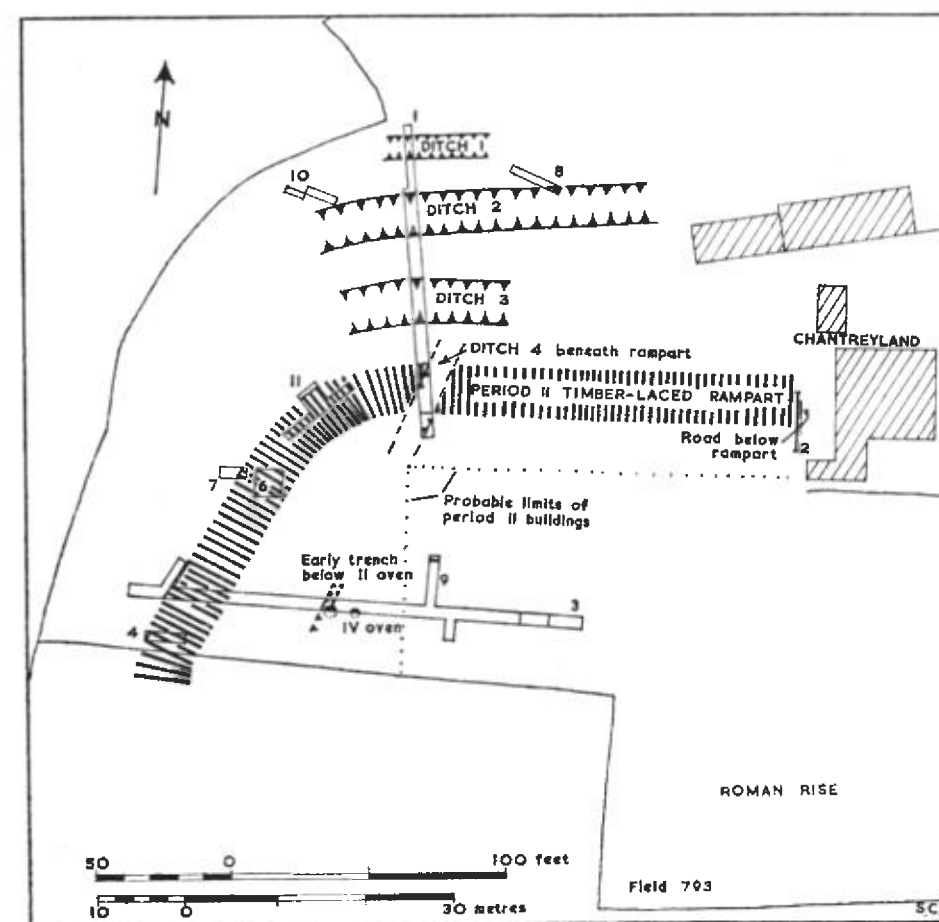 N
1
DITCH 1
10
8
DITCH 2
DITCH 3
CHANTREYLAND
DITCH 4 beneath rampart
11
PERIOD II TIMBER-LACED RAMPART
Road below
rampart
2
7
6
Probable limits of
period II buildings
Early trench
below II oven
9
3
IV oven
4
ROMAN RISE
50 0 100 feet
10 0 30 metres
Field 793
SC